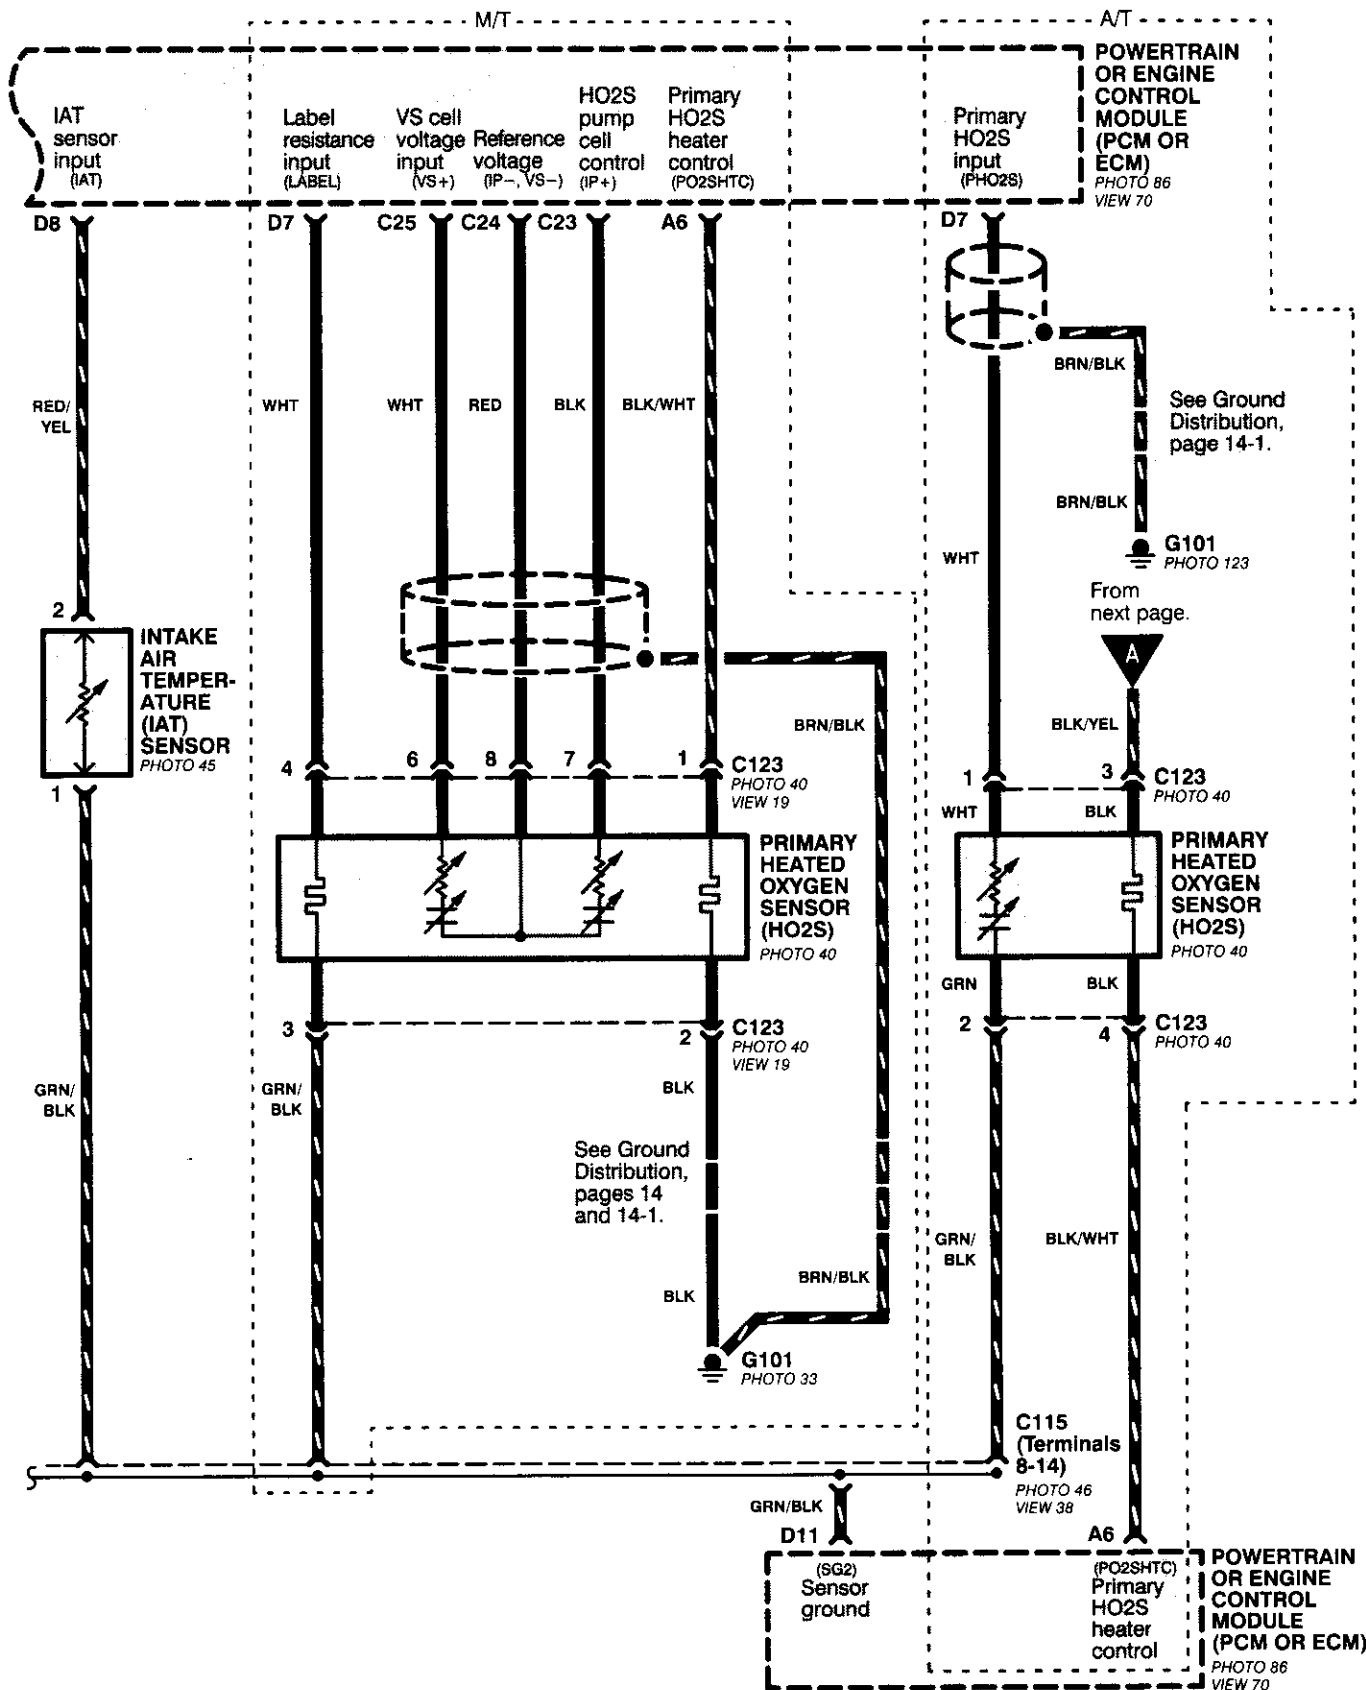 M/T
A/T
POWERTRAIN
OR ENGINE
CONTROL
MODULE
(PCM OR
ECM)
PHOTO 86
VIEW 70
IAT
sensor
input
(IAT)
Label
resistance
input
(LABEL)
VS cell
voltage
input
(VS+)
Reference
voltage
(IP–, VS–)
HO2S
pump
cell
control
(IP+)
Primary
HO2S
heater
control
(PO2SHTC)
Primary
HO2S
input
(PHO2S)
D8
D7
C25
C24
C23
A6
D7
BRN/BLK
See Ground
Distribution,
page 14-1.
RED/
YEL
WHT
WHT
RED
BLK
BLK/WHT
BRN/BLK
WHT
G101
PHOTO 123
From
next page.
A
2
INTAKE
AIR
TEMPER-
ATURE
(IAT)
SENSOR
PHOTO 45
1
BRN/BLK
BLK/YEL
4
6
8
7
1
C123
PHOTO 40
VIEW 19
1
3
C123
PHOTO 40
WHT
BLK
PRIMARY
HEATED
OXYGEN
SENSOR
(HO2S)
PHOTO 40
PRIMARY
HEATED
OXYGEN
SENSOR
(HO2S)
PHOTO 40
GRN
BLK
3
2
C123
PHOTO 40
VIEW 19
2
4
C123
PHOTO 40
GRN/
BLK
GRN/
BLK
BLK
See Ground
Distribution,
pages 14
and 14-1.
GRN/
BLK
BLK/WHT
BRN/BLK
BLK
G101
PHOTO 33
C115
(Terminals
8-14)
PHOTO 46
VIEW 38
GRN/BLK
D11
A6
(SG2)
Sensor
ground
(PO2SHTC)
Primary
HO2S
heater
control
POWERTRAIN
OR ENGINE
CONTROL
MODULE
(PCM OR ECM)
PHOTO 86
VIEW 70